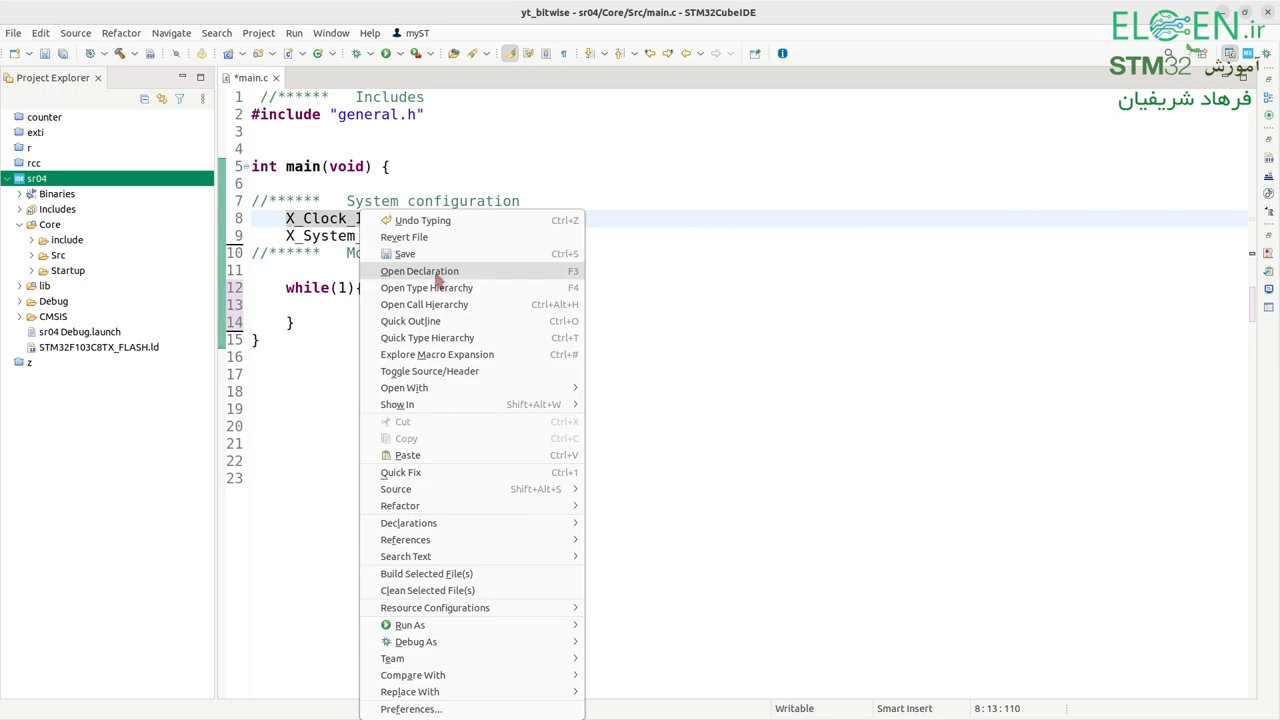 yt_bitwise - sr04/Core/Src/main.c - STM32CubeIDE
File Edit Source Refactor Navigate Search Project Run Window Help myST
ELOEN.ir
آموزش STM32
فرهاد شریفیان
Project Explorer
counter
exti
r
rcc
sr04
Binaries
Includes
Core
include
Src
Startup
lib
Debug
CMSIS
sr04 Debug.launch
STM32F103C8TX_FLASH.ld
z
*main.c
1 //****** Includes
2 #include "general.h"
3
4
5 int main(void) {
6
7 //****** System configuration
8 X_Clock_
9 X_System_
10 //****** M
11
12 while(1){
13
14 }
15 }
16
17
18
19
20
21
22
23
Undo Typing Ctrl+Z
Revert File
Save Ctrl+S
Open Declaration F3
Open Type Hierarchy F4
Open Call Hierarchy Ctrl+Alt+H
Quick Outline Ctrl+O
Quick Type Hierarchy Ctrl+T
Explore Macro Expansion Ctrl+#
Toggle Source/Header
Open With
Show In Shift+Alt+W
Cut Ctrl+X
Copy Ctrl+C
Paste Ctrl+V
Quick Fix Ctrl+1
Source Shift+Alt+S
Refactor
Declarations
References
Search Text
Build Selected File(s)
Clean Selected File(s)
Resource Configurations
Run As
Debug As
Team
Compare With
Replace With
Preferences...
Writable Smart Insert 8 : 13 : 110